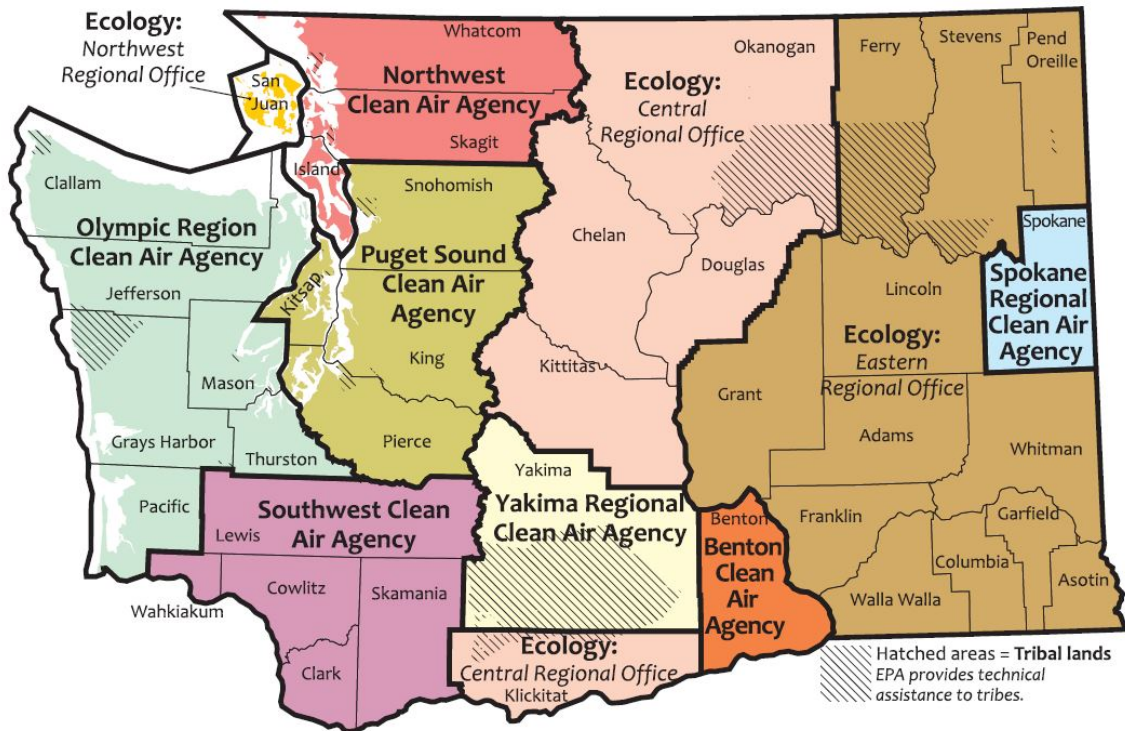 Ecology:
Northwest
Regional Office
San
Juan
Whatcom
Northwest
Clean Air Agency
Skagit
Island
Okanogan
Ecology:
Central
Regional Office
Chelan
Douglas
Kittitas
Ferry
Stevens
Pend
Oreille
Clallam
Olympic Region
Clean Air Agency
Jefferson
Mason
Grays Harbor
Thurston
Pacific
Snohomish
Puget Sound
Clean Air
Agency
Kitsap
King
Pierce
Spokane
Spokane
Regional
Clean Air
Agency
Lincoln
Ecology:
Eastern
Regional Office
Grant
Adams
Whitman
Franklin
Garfield
Columbia
Walla Walla
Asotin
Southwest Clean
Air Agency
Lewis
Wahkiakum
Cowlitz
Skamania
Clark
Yakima
Yakima Regional
Clean Air Agency
Benton
Benton
Clean
Air
Agency
Ecology:
Central Regional Office
Klickitat
Hatched areas = Tribal lands
EPA provides technical
assistance to tribes.